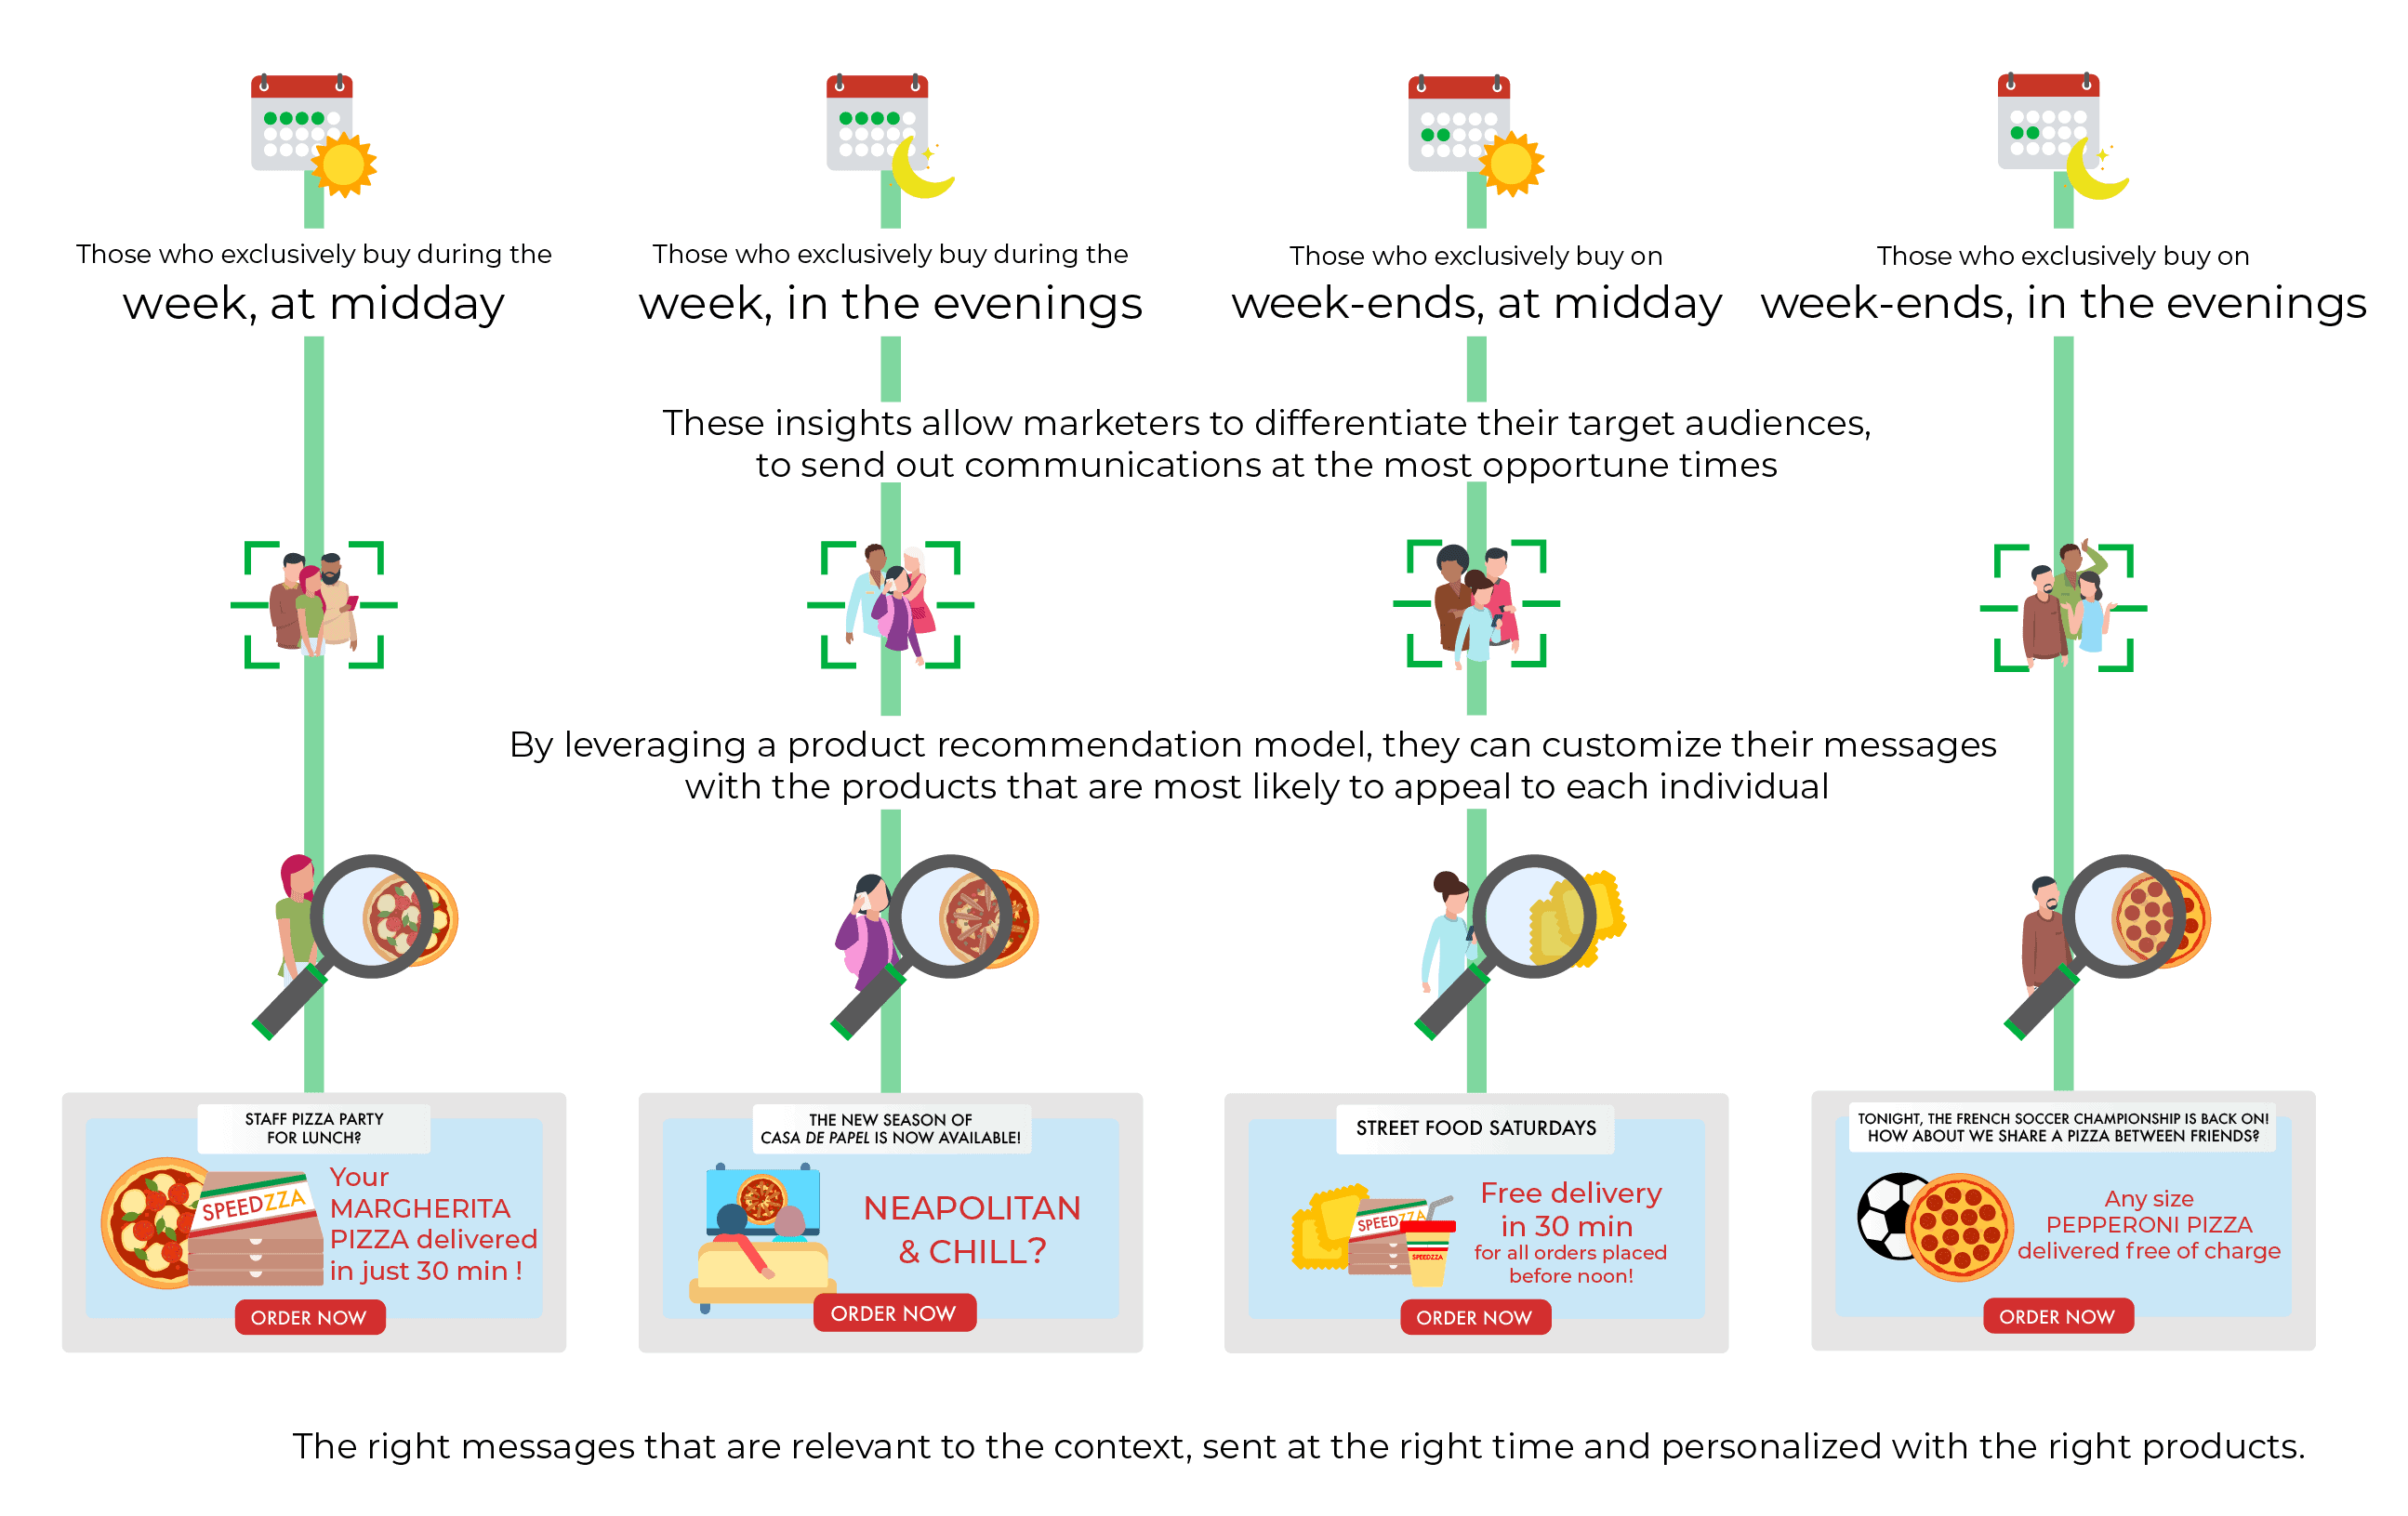 Those who exclusively buy during the
week, at midday
Those who exclusively buy during the
week, in the evenings
Those who exclusively buy on
week-ends, at midday
Those who exclusively buy on
week-ends, in the evenings
These insights allow marketers to differentiate their target audiences,
to send out communications at the most opportune times
By leveraging a product recommendation model, they can customize their messages
with the products that are most likely to appeal to each individual
STAFF PIZZA PARTY
FOR LUNCH?
SPEEDZZA
Your
MARGHERITA
PIZZA delivered
in just 30 min !
ORDER NOW
THE NEW SEASON OF
CASA DE PAPEL IS NOW AVAILABLE!
NEAPOLITAN
& CHILL?
ORDER NOW
STREET FOOD SATURDAYS
SPEEDZZA
SPEEDZZA
Free delivery
in 30 min
for all orders placed
before noon!
ORDER NOW
TONIGHT, THE FRENCH SOCCER CHAMPIONSHIP IS BACK ON!
HOW ABOUT WE SHARE A PIZZA BETWEEN FRIENDS?
Any size
PEPPERONI PIZZA
delivered free of charge
ORDER NOW
The right messages that are relevant to the context, sent at the right time and personalized with the right products.